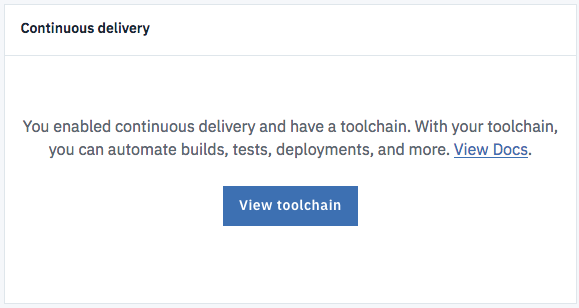 Continuous delivery
You enabled continuous delivery and have a toolchain. With your toolchain,
you can automate builds, tests, deployments, and more. View Docs.
View toolchain